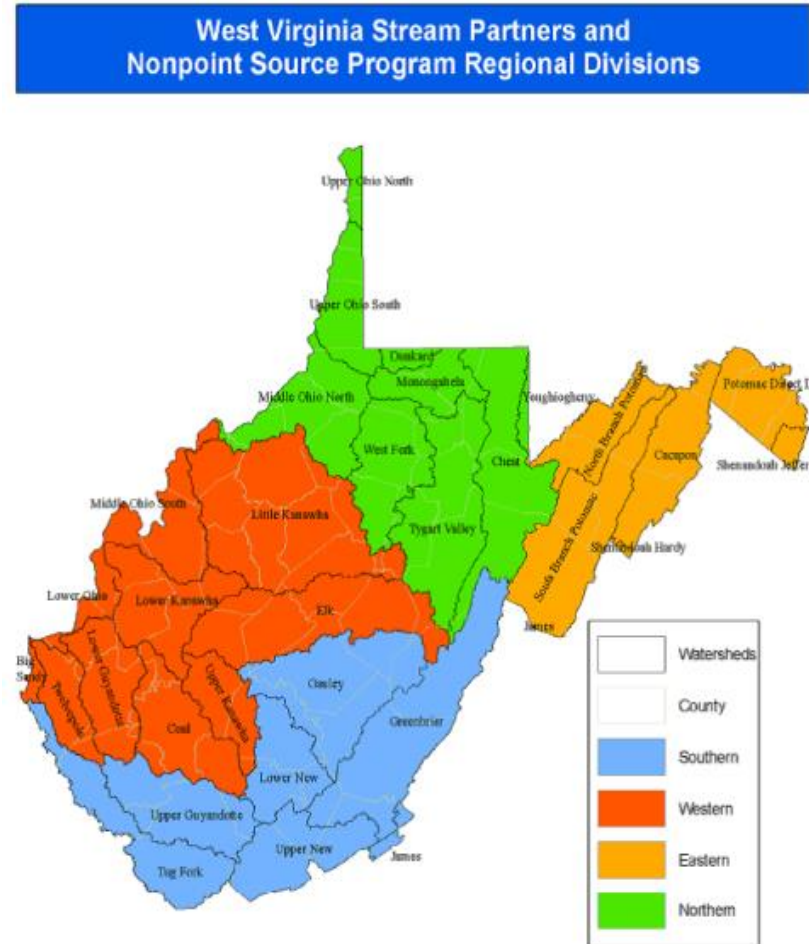 West Virginia Stream Partners and
Nonpoint Source Program Regional Divisions
Upper Ohio North
Upper Ohio South
Dunkard
Monongahela
Middle Ohio North
Youghiogheny
North Branch Potomac
Potomac Direct D
West Fork
Cheat
Cacapon
Shenandoah Jeffer
Middle Ohio South
Little Kanawha
Tygart Valley
South Branch Potomac
Shenandoah Hardy
Lower Ohio
Lower Kanawha
Elk
James
Big
Sandy
Twelvepole
Lower Guyandotte
Coal
Upper Kanawha
Gauley
Greenbrier
Lower New
Upper Guyandotte
Upper New
James
Tug Fork
Watersheds
County
Southern
Western
Eastern
Northern